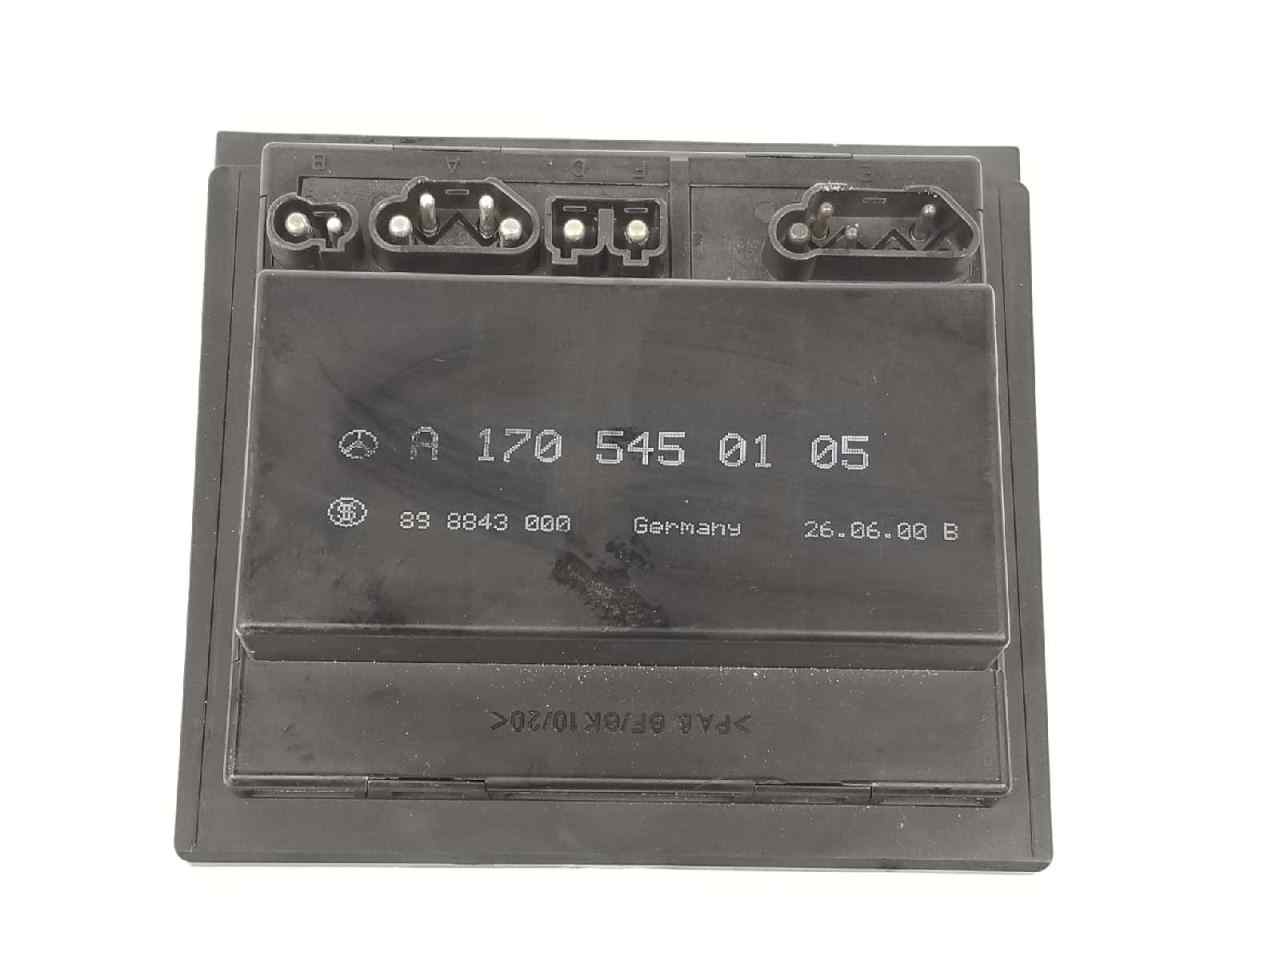 B A C F E
A 170 545 01 05
89 8843 000 Germany 26.06.00 B
>PA6 GF/GK10/20<